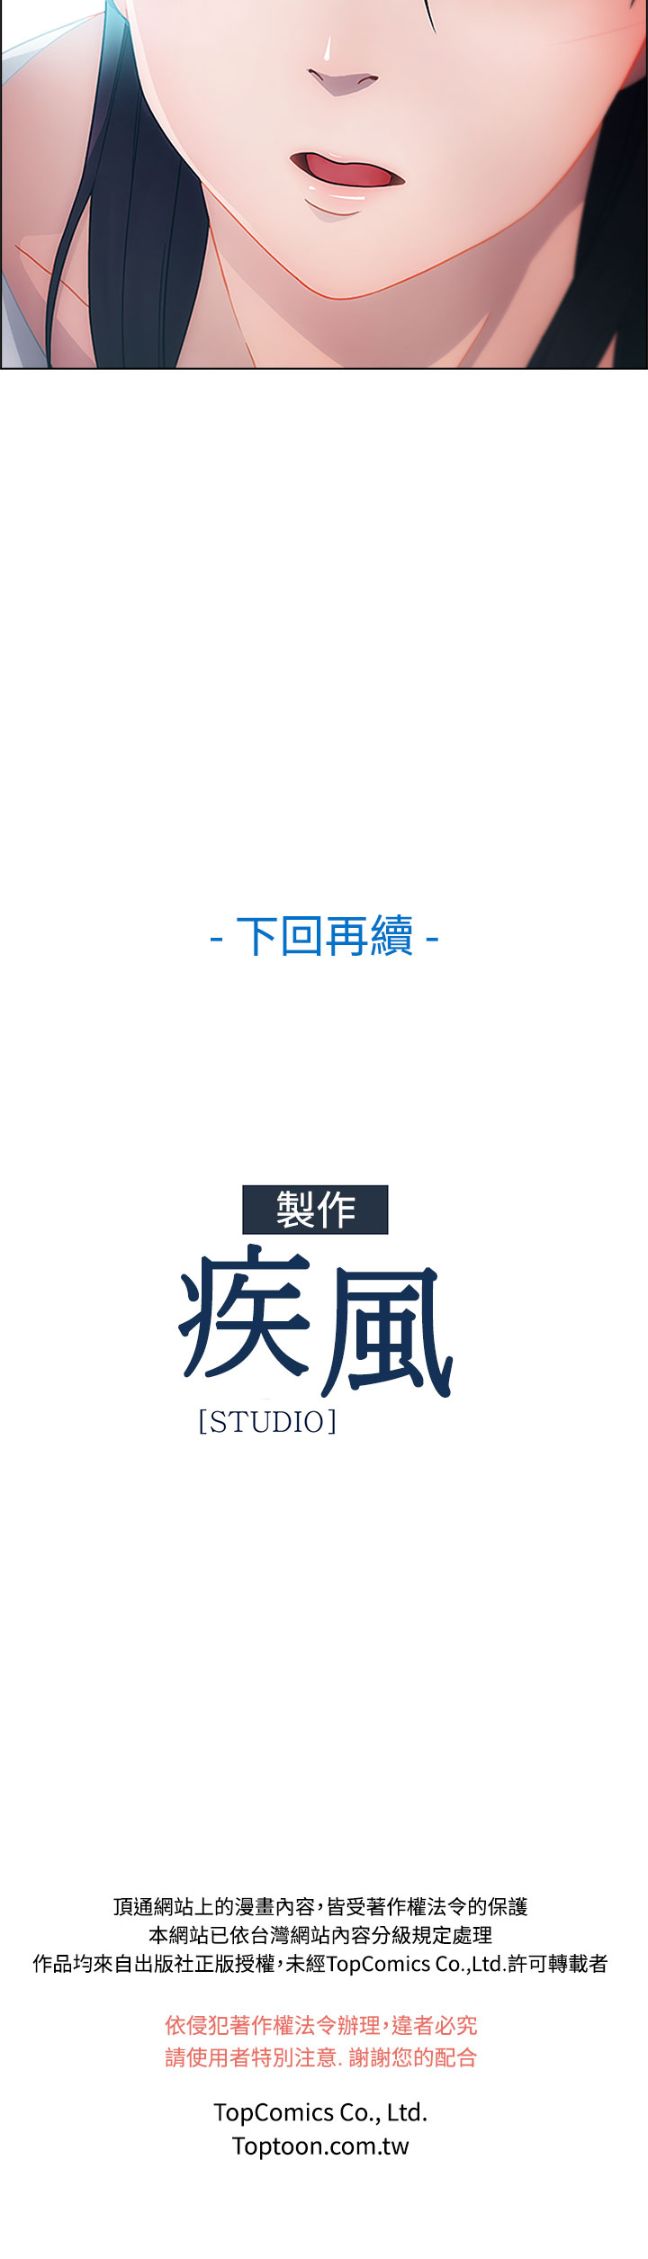 - 下回再續 -
製作
疾風
[STUDIO]
頂通網站上的漫畫內容，皆受著作權法令的保護
本網站已依台灣網站內容分級規定處理
作品均來自出版社正版授權，未經TopComics Co.,Ltd.許可轉載者
依侵犯著作權法令辦理，違者必究
請使用者特別注意. 謝謝您的配合
TopComics Co., Ltd.
Toptoon.com.tw